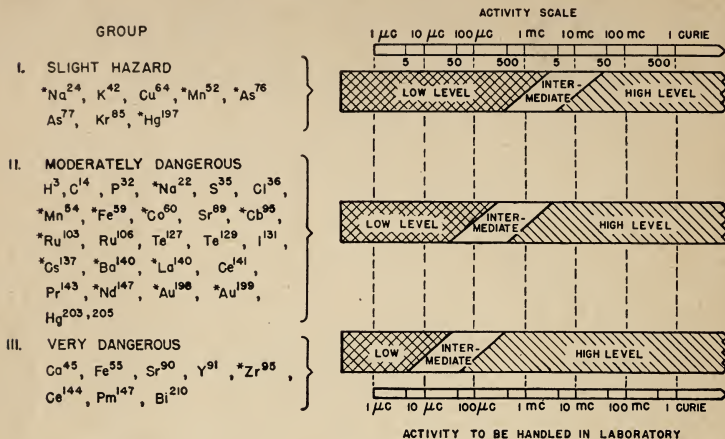 ACTIVITY SCALE
GROUP
1 μc 10 μc 100 μc 1 mc 10 mc 100 mc 1 CURIE
5 50 500 5 50 500
I. SLIGHT HAZARD
*Na24, K42, Cu64, *Mn52, *As76
As77, Kr85, *Hg197
LOW LEVEL INTER-MEDIATE HIGH LEVEL
II. MODERATELY DANGEROUS
H3, C14, P32, *Na22, S35, Cl36,
*Mn54, *Fe59, *Co60, Sr89, *Cb95,
*Ru103, Ru106, Te127, Te129, I131,
*Cs137, *Ba140, *La140, Ce141,
Pr143, *Nd147, *Au198, *Au199,
Hg203,205
LOW LEVEL INTER-MEDIATE HIGH LEVEL
III. VERY DANGEROUS
Ca45, Fe55, Sr90, Y91, *Zr95,
Ce144, Pm147, Bi210
LOW INTER-MEDIATE HIGH LEVEL
1 μc 10 μc 100 μc 1 mc 10 mc 100 mc 1 CURIE
ACTIVITY TO BE HANDLED IN LABORATORY